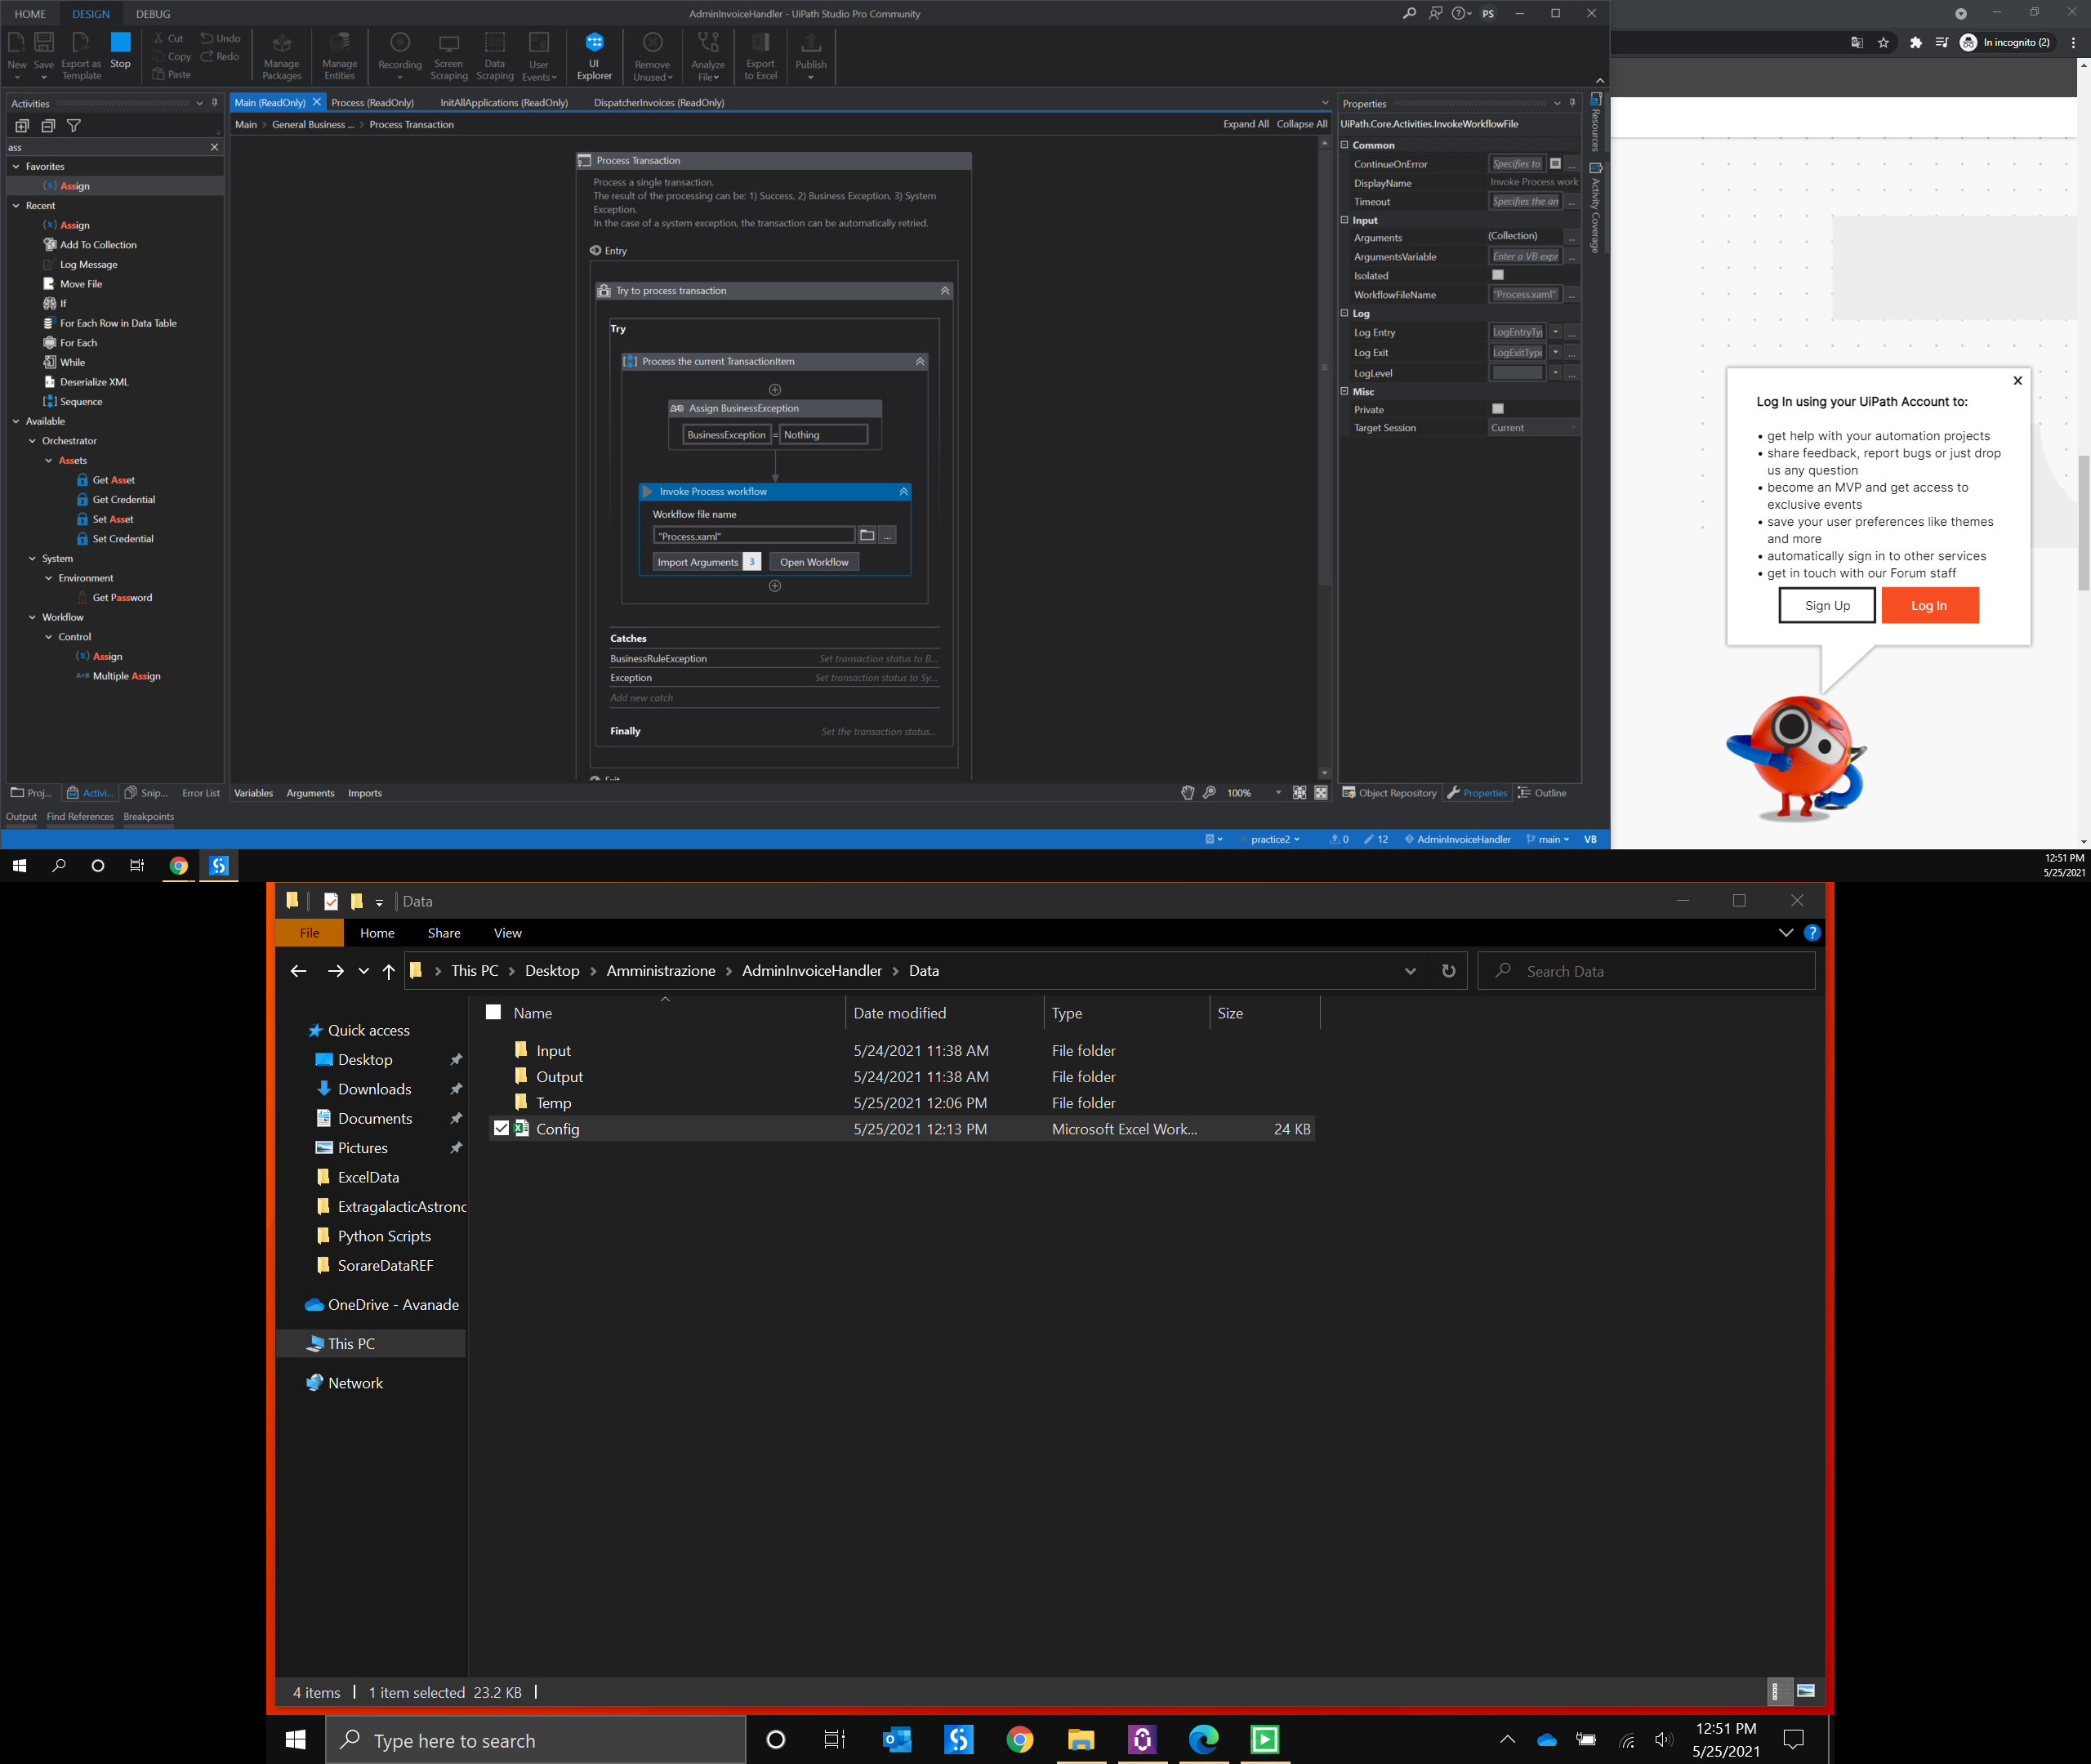 HOME DESIGN DEBUG
AdminInvoiceHandler - UiPath Studio Pro Community
PS
In incognito (2)
New Save Export as Template Stop
Cut
Copy
Paste
Undo
Redo
Manage Packages
Manage Entities
Recording
Screen Scraping
Data Scraping
User Events
UI Explorer
Remove Unused
Analyze File
Export to Excel
Publish
Activities
ass
Favorites
Assign
Recent
Assign
Add To Collection
Log Message
Move File
If
For Each Row in Data Table
For Each
While
Deserialize XML
Sequence
Available
Orchestrator
Assets
Get Asset
Get Credential
Set Asset
Set Credential
System
Environment
Get Password
Workflow
Control
Assign
Multiple Assign
Proj... Activi... Snip... Error List
Output Find References Breakpoints
Main (ReadOnly) Process (ReadOnly) InitAllApplications (ReadOnly) DispatcherInvoices (ReadOnly)
Main > General Business ... > Process Transaction
Expand All Collapse All
Process Transaction
Process a single transaction.
The result of the processing can be: 1) Success, 2) Business Exception, 3) System
Exception.
In the case of a system exception, the transaction can be automatically retried.
Entry
Try to process transaction
Try
Process the current TransactionItem
Assign BusinessException
BusinessException = Nothing
Invoke Process workflow
Workflow file name
"Process.xaml"
...
Import Arguments 3 Open Workflow
Catches
BusinessRuleException Set transaction status to B...
Exception Set transaction status to Sy...
Add new catch
Finally Set the transaction status...
Exit
Variables Arguments Imports
100%
Properties
UiPath.Core.Activities.InvokeWorkflowFile
Common
ContinueOnError Specifies to
DisplayName Invoke Process work
Timeout Specifies the an
Input
Arguments (Collection)
ArgumentsVariable Enter a VB expr
Isolated
WorkflowFileName "Process.xaml"
Log
Log Entry LogEntryTy
Log Exit LogExitType
LogLevel
Misc
Private
Target Session Current
Object Repository Properties Outline
Resources
Activity Coverage
practice2 0 12 AdminInvoiceHandler main VB
X
Log In using your UiPath Account to:
• get help with your automation projects
• share feedback, report bugs or just drop
us any question
• become an MVP and get access to
exclusive events
• save your user preferences like themes
and more
• automatically sign in to other services
• get in touch with our Forum staff
Sign Up Log In
12:51 PM
5/25/2021
Data
File Home Share View
This PC > Desktop > Amministrazione > AdminInvoiceHandler > Data
Search Data
Name Date modified Type Size
Input 5/24/2021 11:38 AM File folder
Output 5/24/2021 11:38 AM File folder
Temp 5/25/2021 12:06 PM File folder
Config 5/25/2021 12:13 PM Microsoft Excel Work... 24 KB
Quick access
Desktop
Downloads
Documents
Pictures
ExcelData
ExtragalacticAstronc
Python Scripts
SorareDataREF
OneDrive - Avanade
This PC
Network
4 items 1 item selected 23.2 KB
Type here to search
12:51 PM
5/25/2021